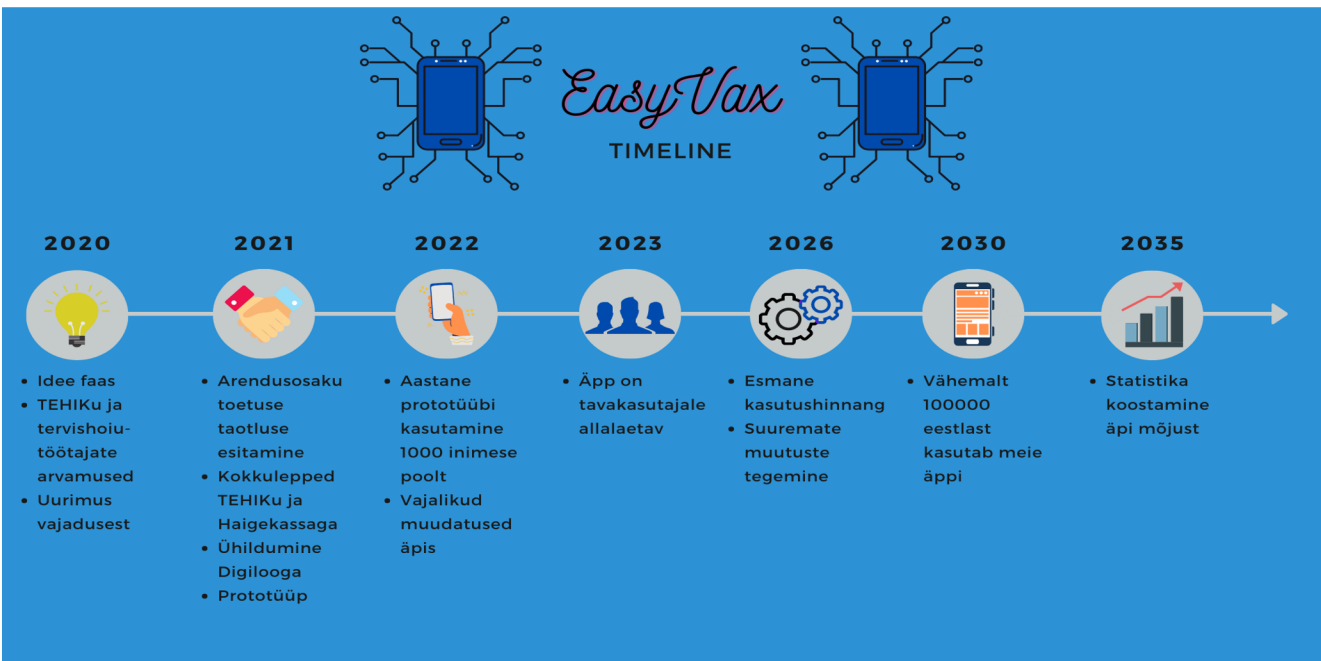 EasyVax
TIMELINE
2020
• Idee faas
• TEHIKu ja
tervishoiu-
töötajate
arvamused
• Uurimus
vajadusest
2021
• Arendusosaku
toetuse
taotluse
esitamine
• Kokkulepped
TEHIKu ja
Haigekassaga
• Ühildumine
Digilooga
• Prototüüp
2022
• Aastane
prototüübi
kasutamine
1000 inimese
poolt
• Vajalikud
muudatused
äpis
2023
• Äpp on
tavakasutajale
allalaetav
2026
• Esmane
kasutushinnang
• Suuremate
muutuste
tegemine
2030
• Vähemalt
100000
eestlast
kasutab meie
äppi
2035
• Statistika
koostamine
äpi mõjust